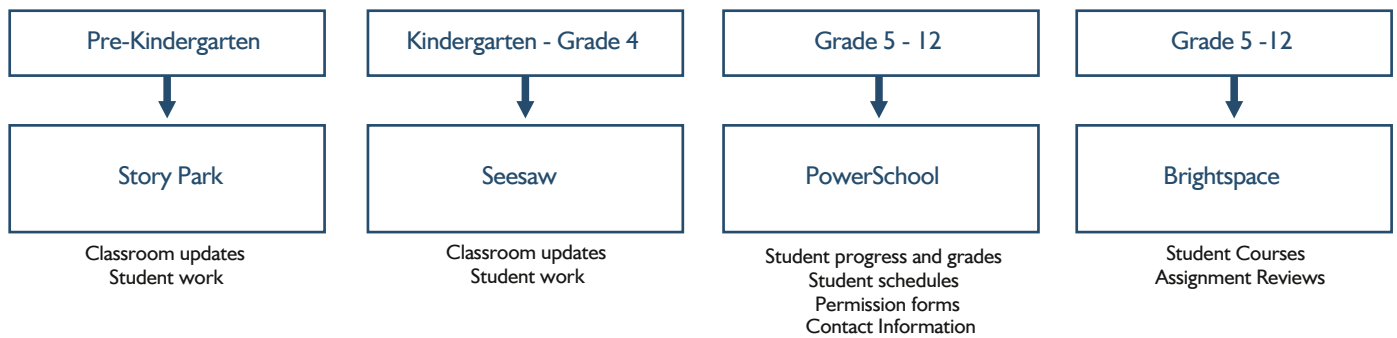 Pre-Kindergarten
Kindergarten - Grade 4
Grade 5 - 12
Grade 5 -12
Story Park
Seesaw
PowerSchool
Brightspace
Classroom updates
Student work
Classroom updates
Student work
Student progress and grades
Student schedules
Permission forms
Contact Information
Student Courses
Assignment Reviews